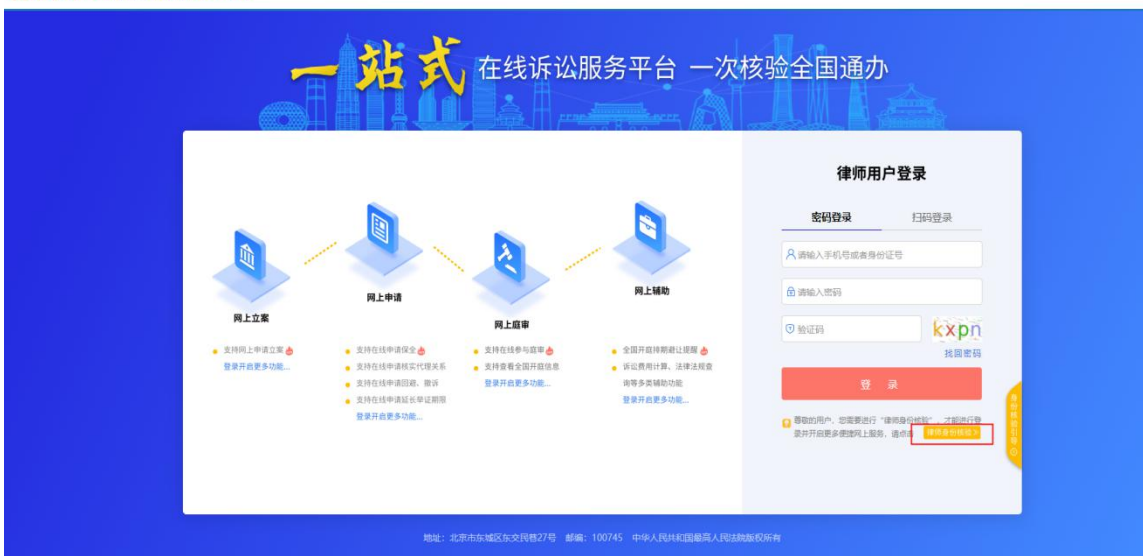 一站式 在线诉讼服务平台 一次核验全国通办
网上立案
支持网上申请立案
登录开启更多功能...
网上申请
支持在线申请保全
支持在线申请核实代理关系
支持在线申请回避、撤诉
支持在线申请延长举证期限
登录开启更多功能...
网上庭审
支持在线参与庭审
支持查看全国开庭信息
登录开启更多功能...
网上辅助
全国开庭排期避让提醒
诉讼费用计算、法律法规查
询等多类辅助功能
登录开启更多功能...
律师用户登录
密码登录 扫码登录
请输入手机号或者身份证号
请输入密码
验证码 kxpn
找回密码
登 录
尊敬的用户，您需要进行“律师身份核验”，才能进行登
录并开启更多便捷网上服务，请点击 律师身份核验>
身份核验引导
地址：北京市东城区东交民巷27号 邮编：100745 中华人民共和国最高人民法院版权所有